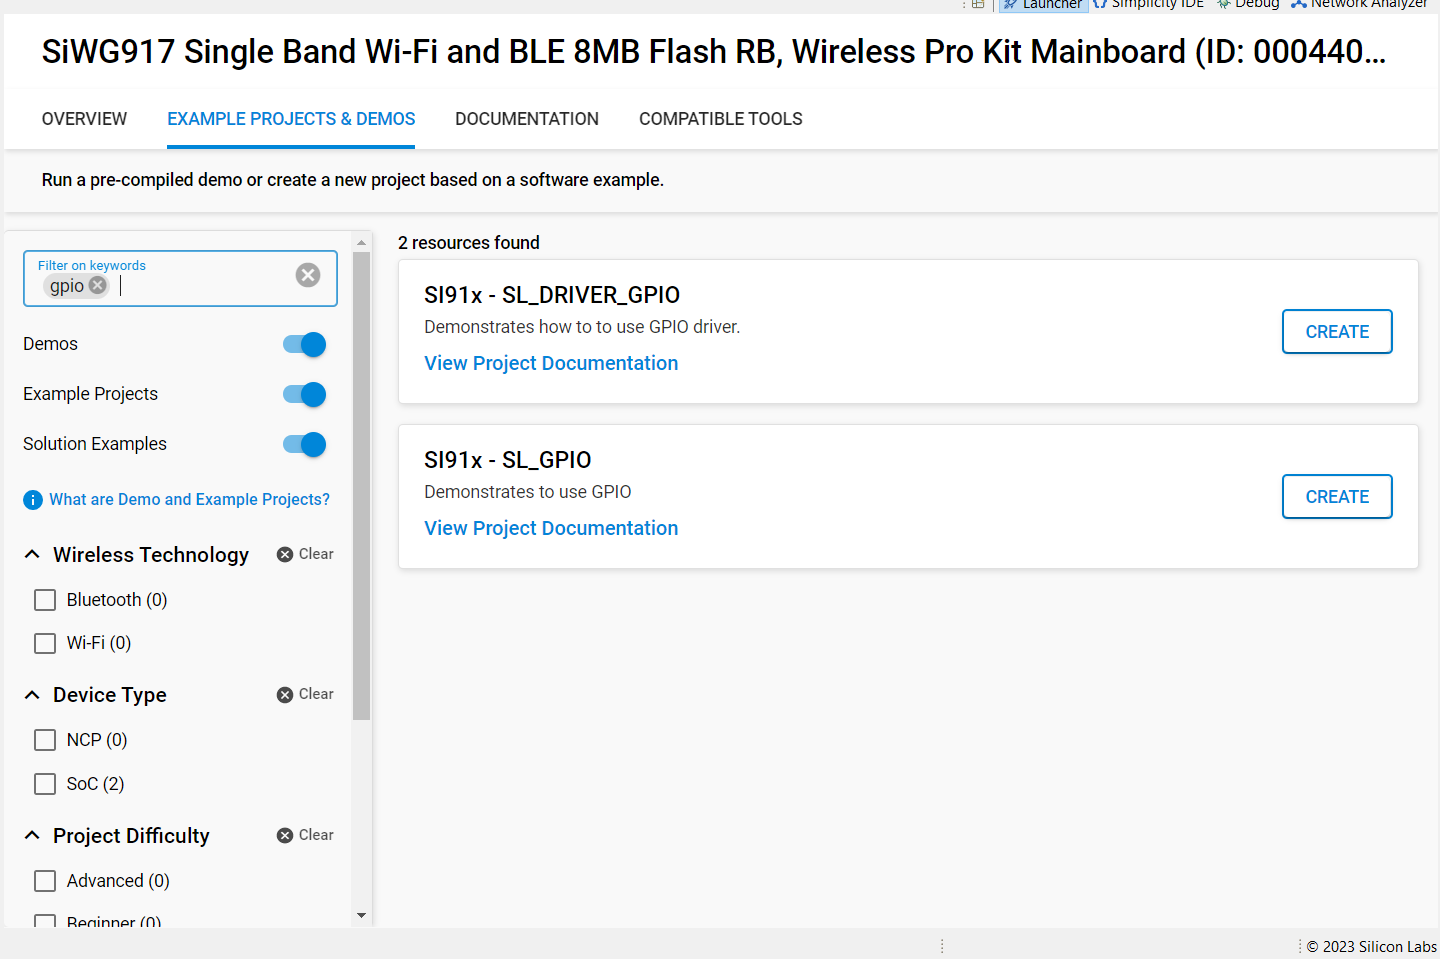 Launcher Simplicity IDE Debug Network Analyzer
SiWG917 Single Band Wi-Fi and BLE 8MB Flash RB, Wireless Pro Kit Mainboard (ID: 000440...
OVERVIEW EXAMPLE PROJECTS & DEMOS DOCUMENTATION COMPATIBLE TOOLS
Run a pre-compiled demo or create a new project based on a software example.
Filter on keywords
gpio
Demos
Example Projects
Solution Examples
What are Demo and Example Projects?
Wireless Technology Clear
Bluetooth (0)
Wi-Fi (0)
Device Type Clear
NCP (0)
SoC (2)
Project Difficulty Clear
Advanced (0)
Beginner (0)
2 resources found
SI91x - SL_DRIVER_GPIO
Demonstrates how to to use GPIO driver.
View Project Documentation
CREATE
SI91x - SL_GPIO
Demonstrates to use GPIO
View Project Documentation
CREATE
© 2023 Silicon Labs